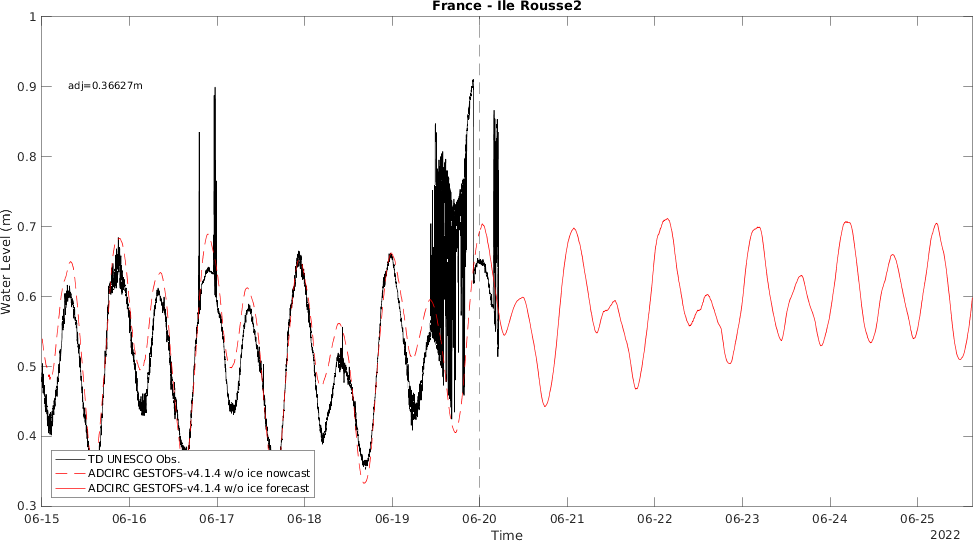 France - Ile Rousse2
1
0.9
0.8
0.7
0.6
0.5
0.4
0.3
Water Level (m)
adj=0.36627m
TD UNESCO Obs.
ADCIRC GESTOFS-v4.1.4 w/o ice nowcast
ADCIRC GESTOFS-v4.1.4 w/o ice forecast
06-15 06-16 06-17 06-18 06-19 06-20 06-21 06-22 06-23 06-24 06-25
Time
2022